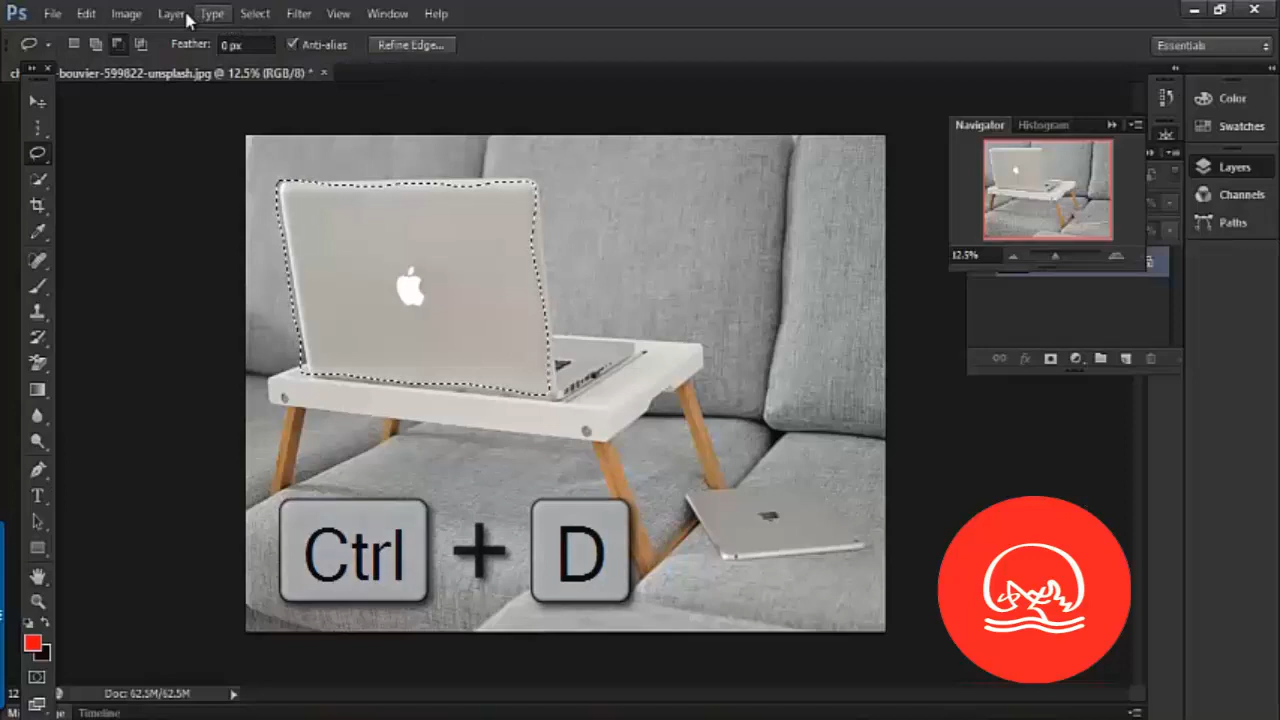 Ps File Edit Image Layer Type Select Filter View Window Help
Feather: 0 px Anti-alias Refine Edge... Essentials
-bouvier-599822-unsplash.jpg @ 12.5% (RGB/8) *
Color
Navigator Histogram
Swatches
Layers
Channels
Paths
12.5%
Ctrl + D
Doc: 62.5M/62.5M
Timeline